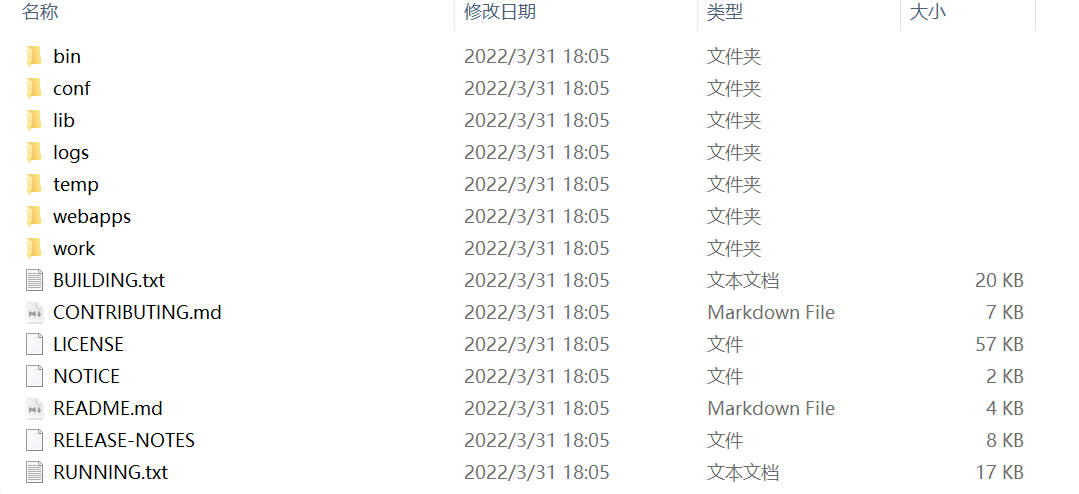 名称 修改日期 类型 大小
bin 2022/3/31 18:05 文件夹
conf 2022/3/31 18:05 文件夹
lib 2022/3/31 18:05 文件夹
logs 2022/3/31 18:05 文件夹
temp 2022/3/31 18:05 文件夹
webapps 2022/3/31 18:05 文件夹
work 2022/3/31 18:05 文件夹
BUILDING.txt 2022/3/31 18:05 文本文档 20 KB
CONTRIBUTING.md 2022/3/31 18:05 Markdown File 7 KB
LICENSE 2022/3/31 18:05 文件 57 KB
NOTICE 2022/3/31 18:05 文件 2 KB
README.md 2022/3/31 18:05 Markdown File 4 KB
RELEASE-NOTES 2022/3/31 18:05 文件 8 KB
RUNNING.txt 2022/3/31 18:05 文本文档 17 KB